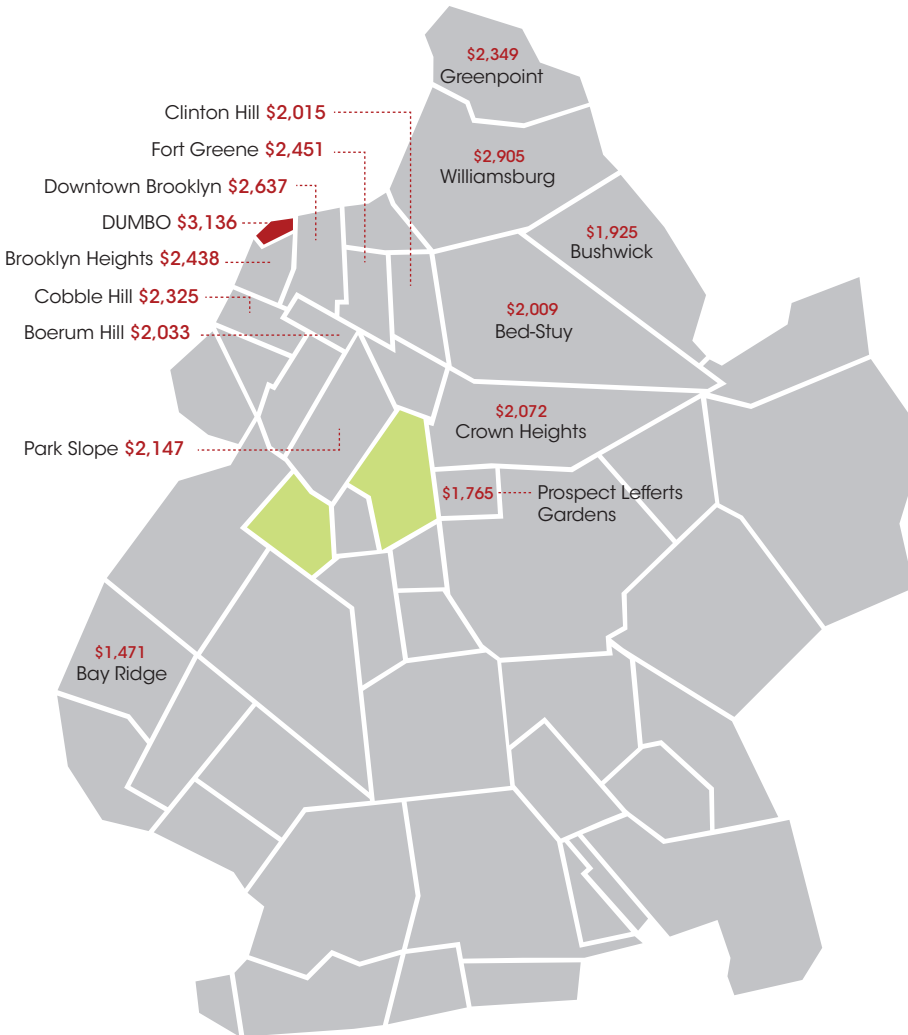 $2,349
Greenpoint
Clinton Hill $2,015
Fort Greene $2,451
$2,905
Williamsburg
Downtown Brooklyn $2,637
DUMBO $3,136
$1,925
Bushwick
Brooklyn Heights $2,438
Cobble Hill $2,325
$2,009
Bed-Stuy
Boerum Hill $2,033
$2,072
Crown Heights
Park Slope $2,147
$1,765 Prospect Lefferts
Gardens
$1,471
Bay Ridge